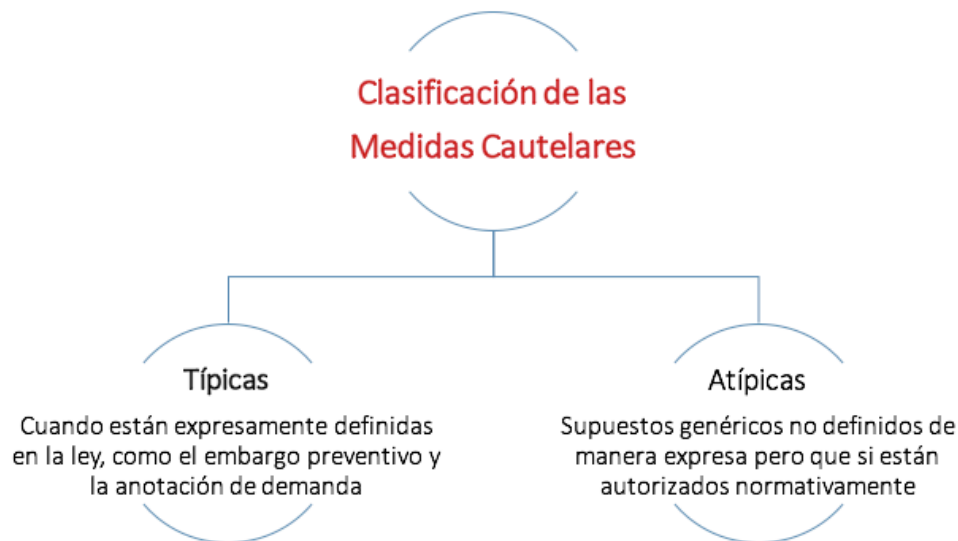 Clasificación de las
Medidas Cautelares
Típicas
Cuando están expresamente definidas
en la ley, como el embargo preventivo y
la anotación de demanda
Atípicas
Supuestos genéricos no definidos de
manera expresa pero que si están
autorizados normativamente